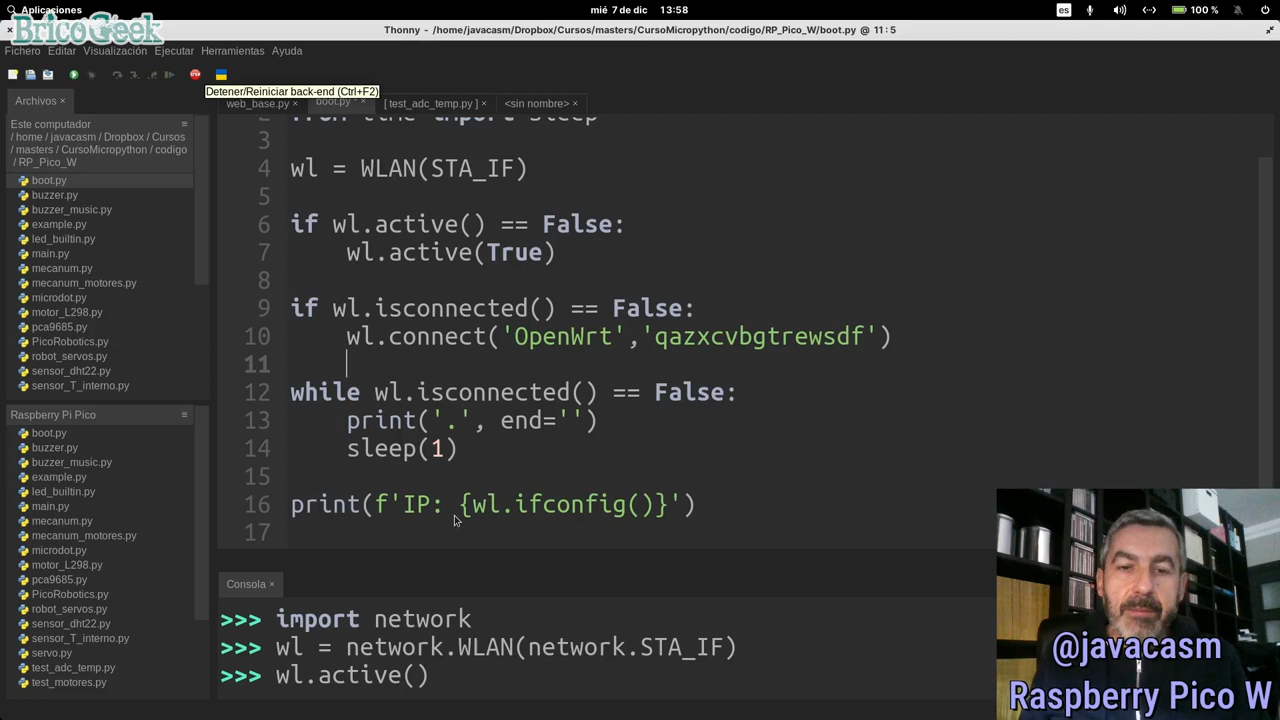 Aplicaciones
mié 7 de dic 13:58
es
100 %
BricoGeek
Thonny - /home/javacasm/Dropbox/Cursos/masters/CursoMicropython/codigo/RP_Pico_W/boot.py @ 11 : 5
Fichero Editar Visualización Ejecutar Herramientas Ayuda
STOP
Detener/Reiniciar back-end (Ctrl+F2)
Archivos ×
web_base.py ×
boot.py * ×
[ test_adc_temp.py ] ×
<sin nombre> ×
Este computador
/ home / javacasm / Dropbox / Cursos
/ masters / CursoMicropython / codigo
/ RP_Pico_W
boot.py
buzzer.py
buzzer_music.py
example.py
led_builtin.py
main.py
mecanum.py
mecanum_motores.py
microdot.py
motor_L298.py
pca9685.py
PicoRobotics.py
robot_servos.py
sensor_dht22.py
sensor_T_interno.py
Raspberry Pi Pico
boot.py
buzzer.py
buzzer_music.py
example.py
led_builtin.py
main.py
mecanum.py
mecanum_motores.py
microdot.py
motor_L298.py
pca9685.py
PicoRobotics.py
robot_servos.py
sensor_dht22.py
sensor_T_interno.py
servo.py
test_adc_temp.py
test_motores.py
2 from time import sleep
3
4 wl = WLAN(STA_IF)
5
6 if wl.active() == False:
7 wl.active(True)
8
9 if wl.isconnected() == False:
10 wl.connect('OpenWrt','qazxcvbgtrewsdf')
11
12 while wl.isconnected() == False:
13 print('.', end='')
14 sleep(1)
15
16 print(f'IP: {wl.ifconfig()}')
17
Consola ×
>>> import network
>>> wl = network.WLAN(network.STA_IF)
>>> wl.active()
@javacasm
Raspberry Pico W